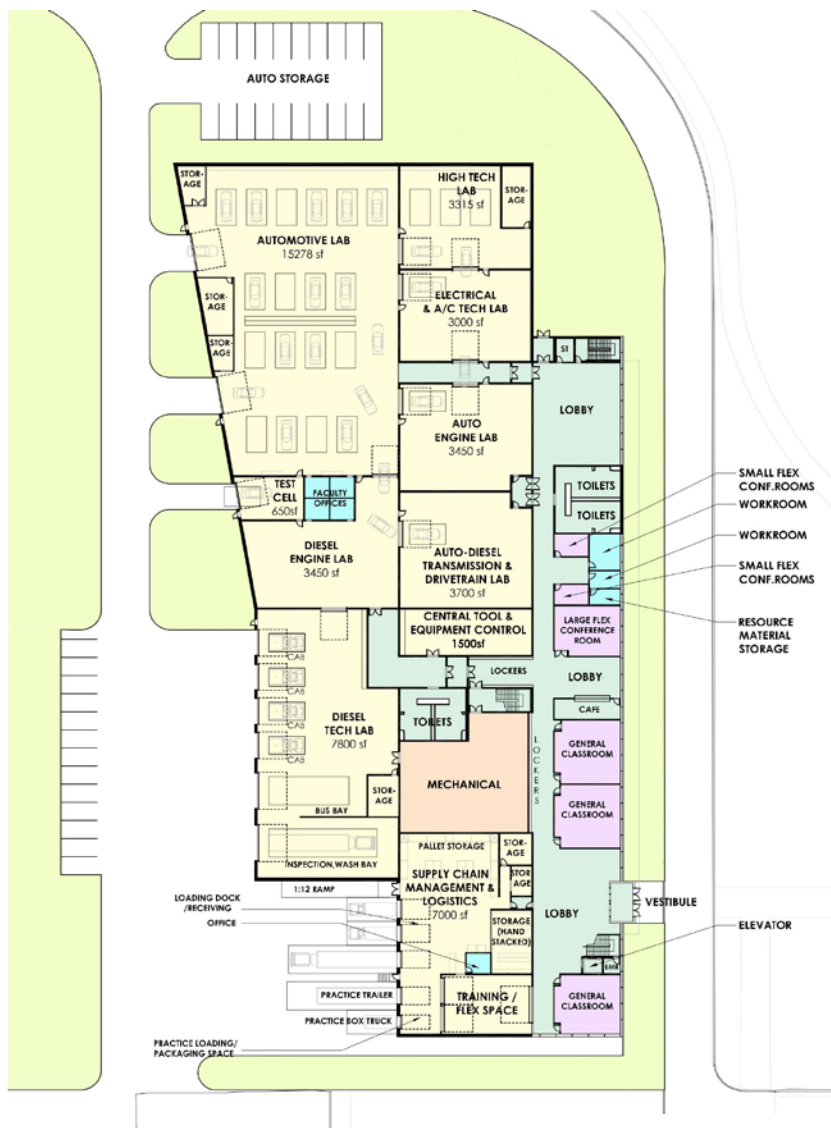 AUTO STORAGE
STOR-
AGE
HIGH TECH
LAB
3315 sf
STOR-
AGE
AUTOMOTIVE LAB
15278 sf
STOR-
AGE
ELECTRICAL
& A/C TECH LAB
3000 sf
STOR-
AGE
ST
LOBBY
AUTO
ENGINE LAB
3450 sf
TEST
CELL
650sf
FACULTY
OFFICES
TOILETS
TOILETS
SMALL FLEX
CONF.ROOMS
WORKROOM
WORKROOM
SMALL FLEX
CONF.ROOMS
RESOURCE
MATERIAL
STORAGE
DIESEL
ENGINE LAB
3450 sf
AUTO-DIESEL
TRANSMISSION &
DRIVETRAIN LAB
3700 sf
CENTRAL TOOL &
EQUIPMENT CONTROL
1500sf
LARGE FLEX
CONFERENCE
ROOM
LOCKERS
LOBBY
CAB
CAB
CAB
CAB
CAFE
DIESEL
TECH LAB
7800 sf
TOILETS
LOCKERS
GENERAL
CLASSROOM
MECHANICAL
STOR-
AGE
BUS BAY
GENERAL
CLASSROOM
INSPECTION,WASH BAY
PALLET STORAGE
STOR-
AGE
SUPPLY CHAIN
MANAGEMENT &
LOGISTICS
7000 sf
STOR
AGE
1:12 RAMP
LOADING DOCK
/RECEIVING
OFFICE
STORAGE
(HAND
STACKED)
LOBBY
VESTIBULE
ELEVATOR
EMR
PRACTICE TRAILER
TRAINING /
FLEX SPACE
GENERAL
CLASSROOM
PRACTICE BOX TRUCK
PRACTICE LOADING/
PACKAGING SPACE